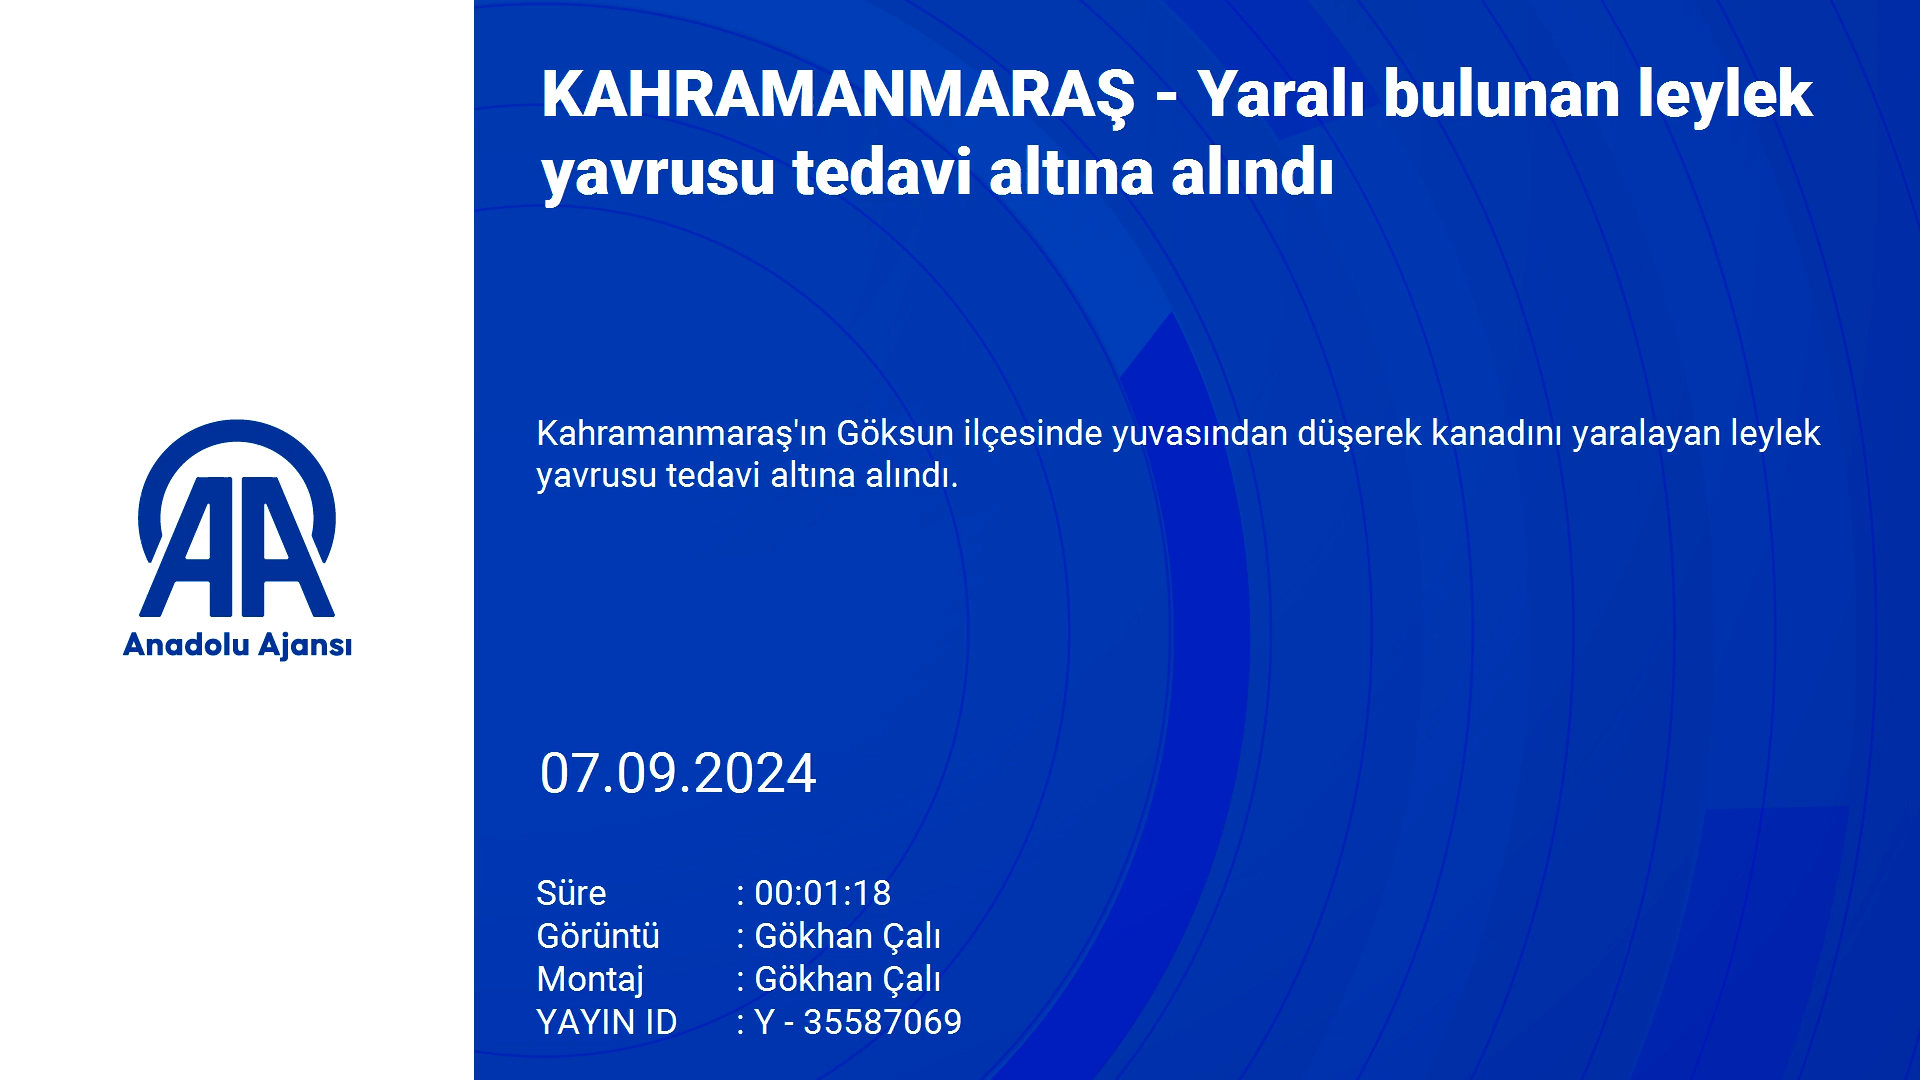 KAHRAMANMARAŞ - Yaralı bulunan leylek
yavrusu tedavi altına alındı
Kahramanmaraş'ın Göksun ilçesinde yuvasından düşerek kanadını yaralayan leylek
yavrusu tedavi altına alındı.
AA
Anadolu Ajansı
07.09.2024
Süre : 00:01:18
Görüntü : Gökhan Çalı
Montaj : Gökhan Çalı
YAYIN ID : Y - 35587069